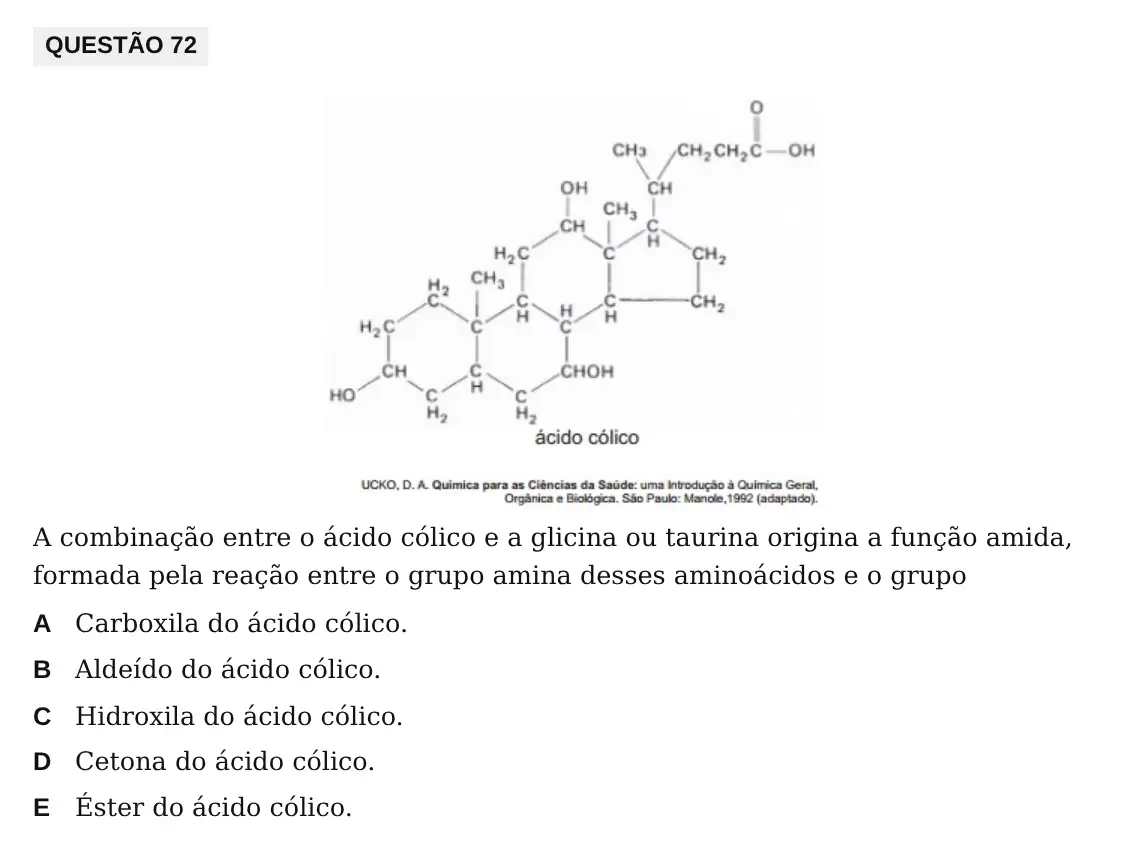 QUESTÃO 72
O
CH3 CH2CH2C—OH
OH CH
CH3
CH C
H
H2C C CH2
H2 CH3
C C H C CH2
H2C C H C H
CH C CHOH
HO C H C
H2 H2
ácido cólico
UCKO, D. A. Química para as Ciências da Saúde: uma Introdução à Química Geral,
Orgânica e Biológica. São Paulo: Manole,1992 (adaptado).
A combinação entre o ácido cólico e a glicina ou taurina origina a função amida,
formada pela reação entre o grupo amina desses aminoácidos e o grupo
A Carboxila do ácido cólico.
B Aldeído do ácido cólico.
C Hidroxila do ácido cólico.
D Cetona do ácido cólico.
E Éster do ácido cólico.